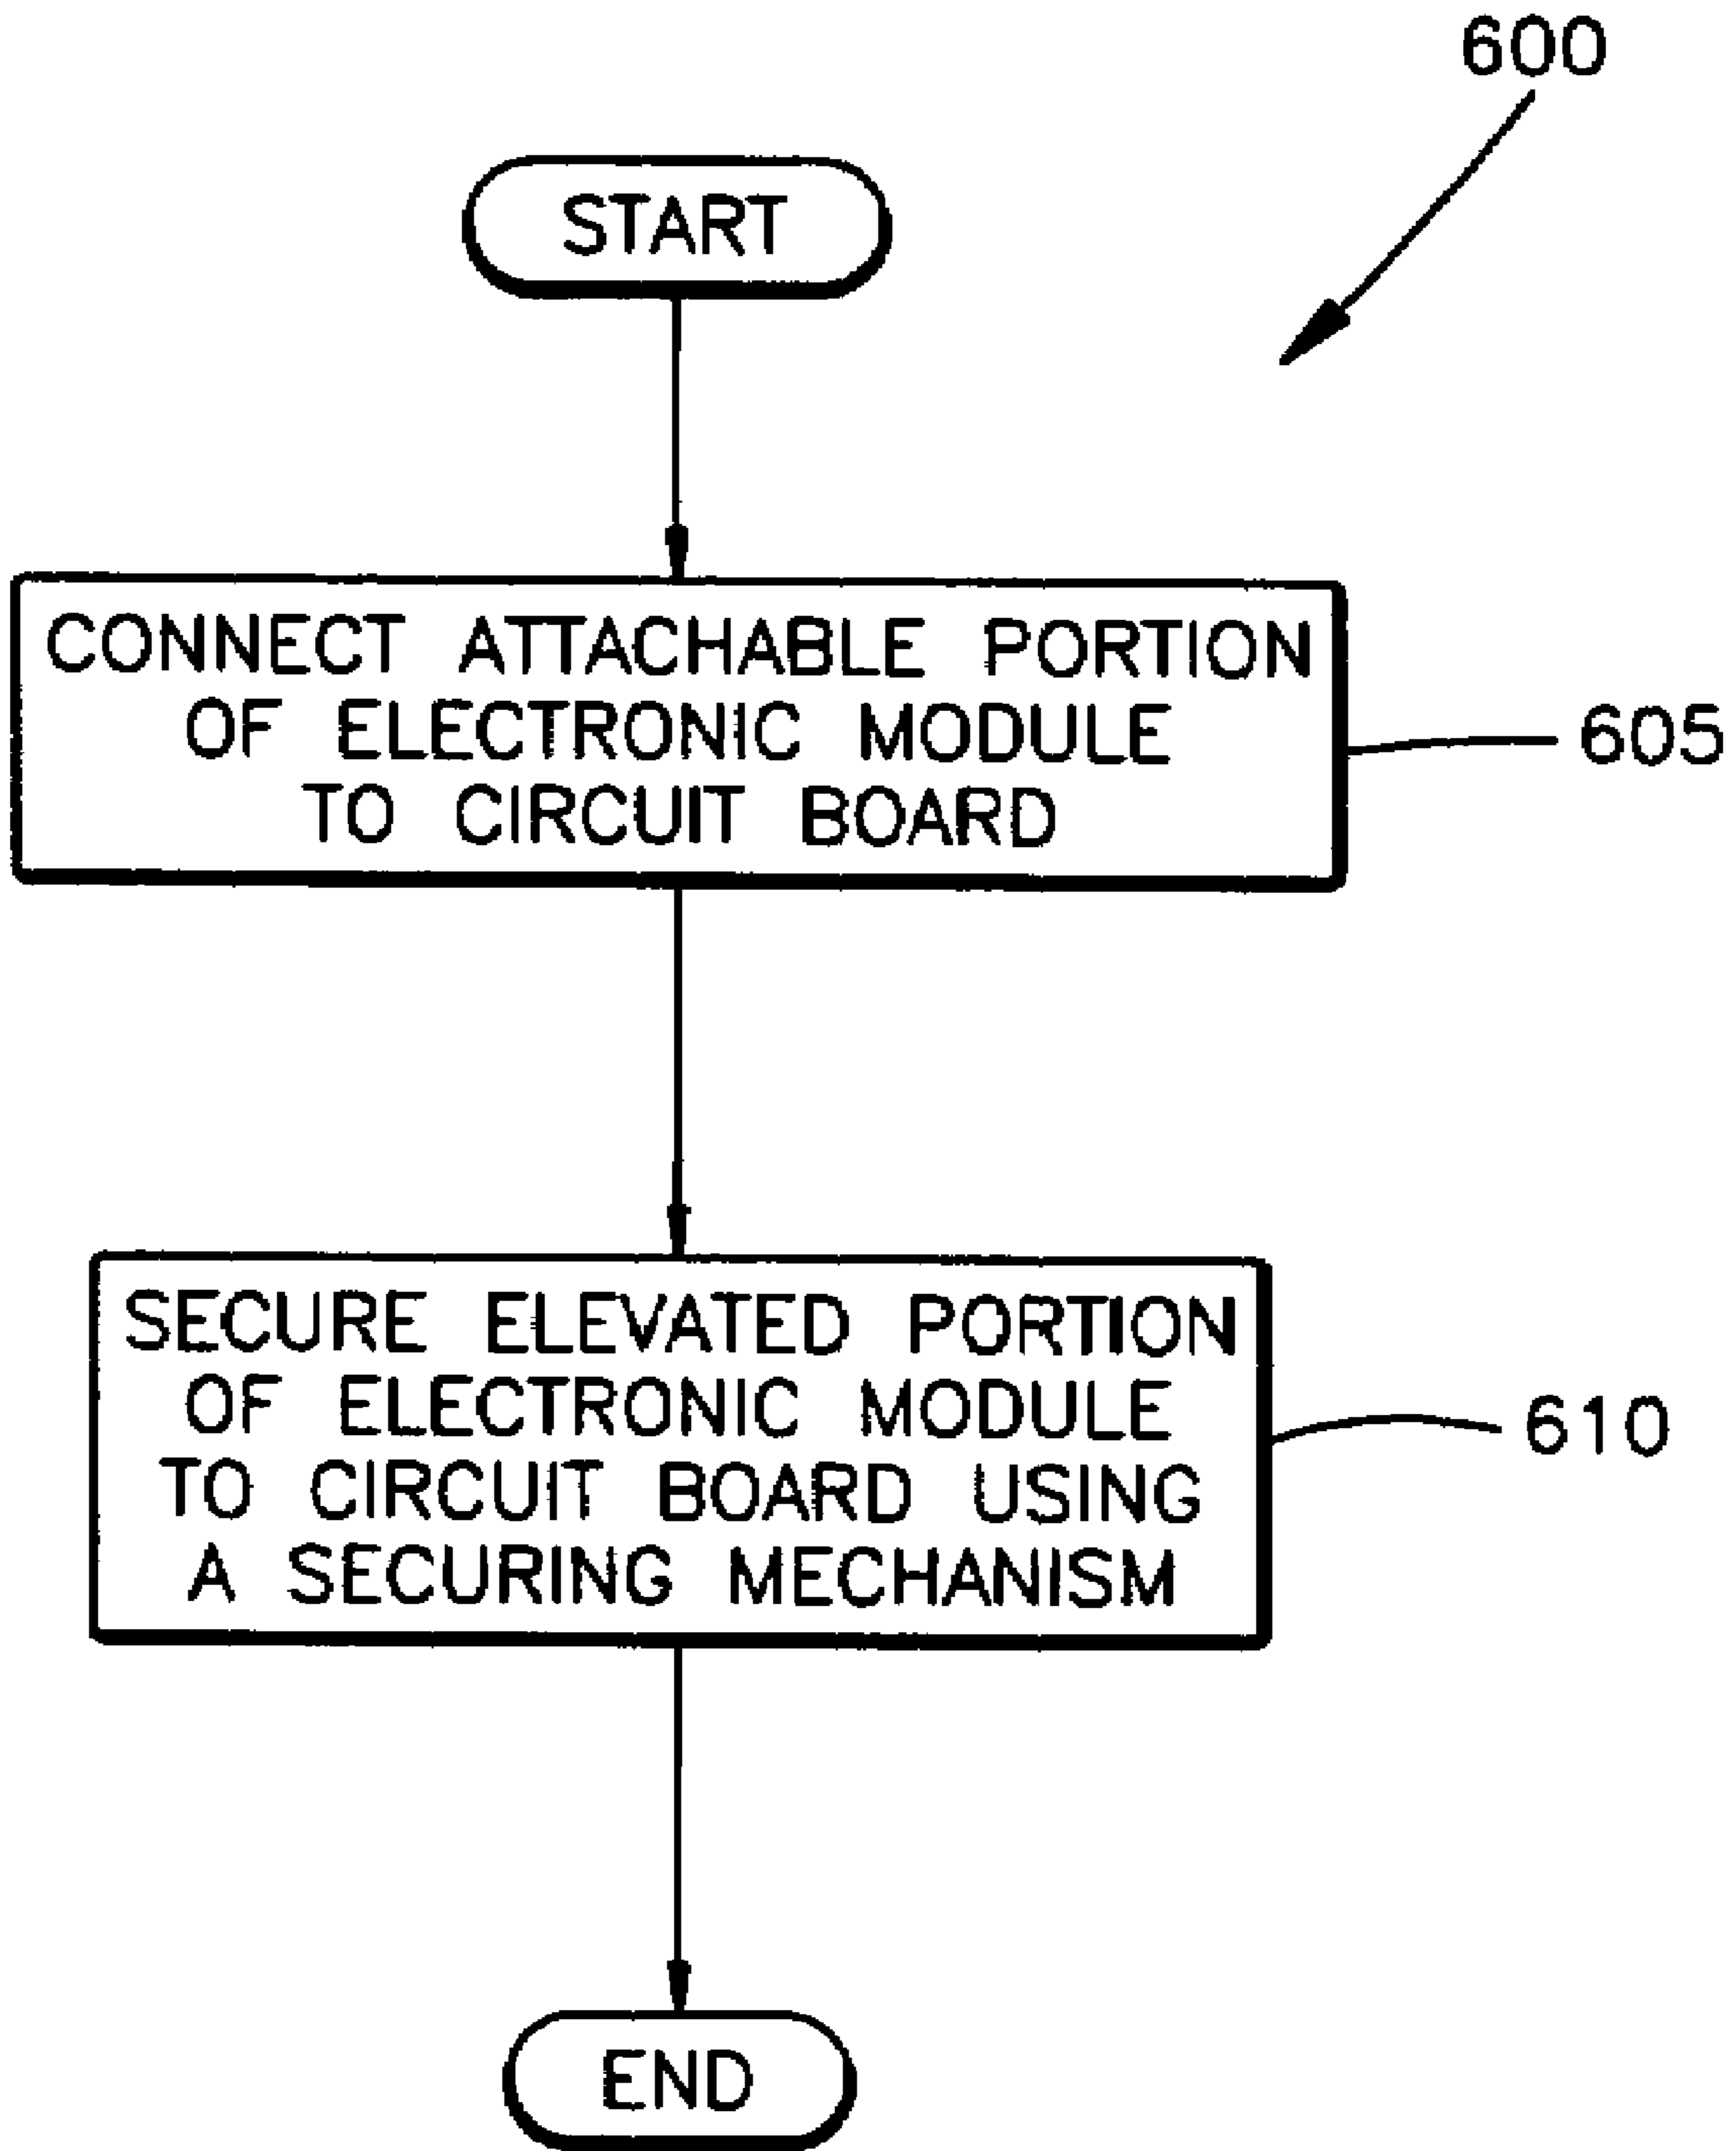 600
START
CONNECT ATTACHABLE PORTION
OF ELECTRONIC MODULE
TO CIRCUIT BOARD
605
SECURE ELEVATED PORTION
OF ELECTRONIC MODULE
TO CIRCUIT BOARD USING
A SECURING MECHANISM
610
END